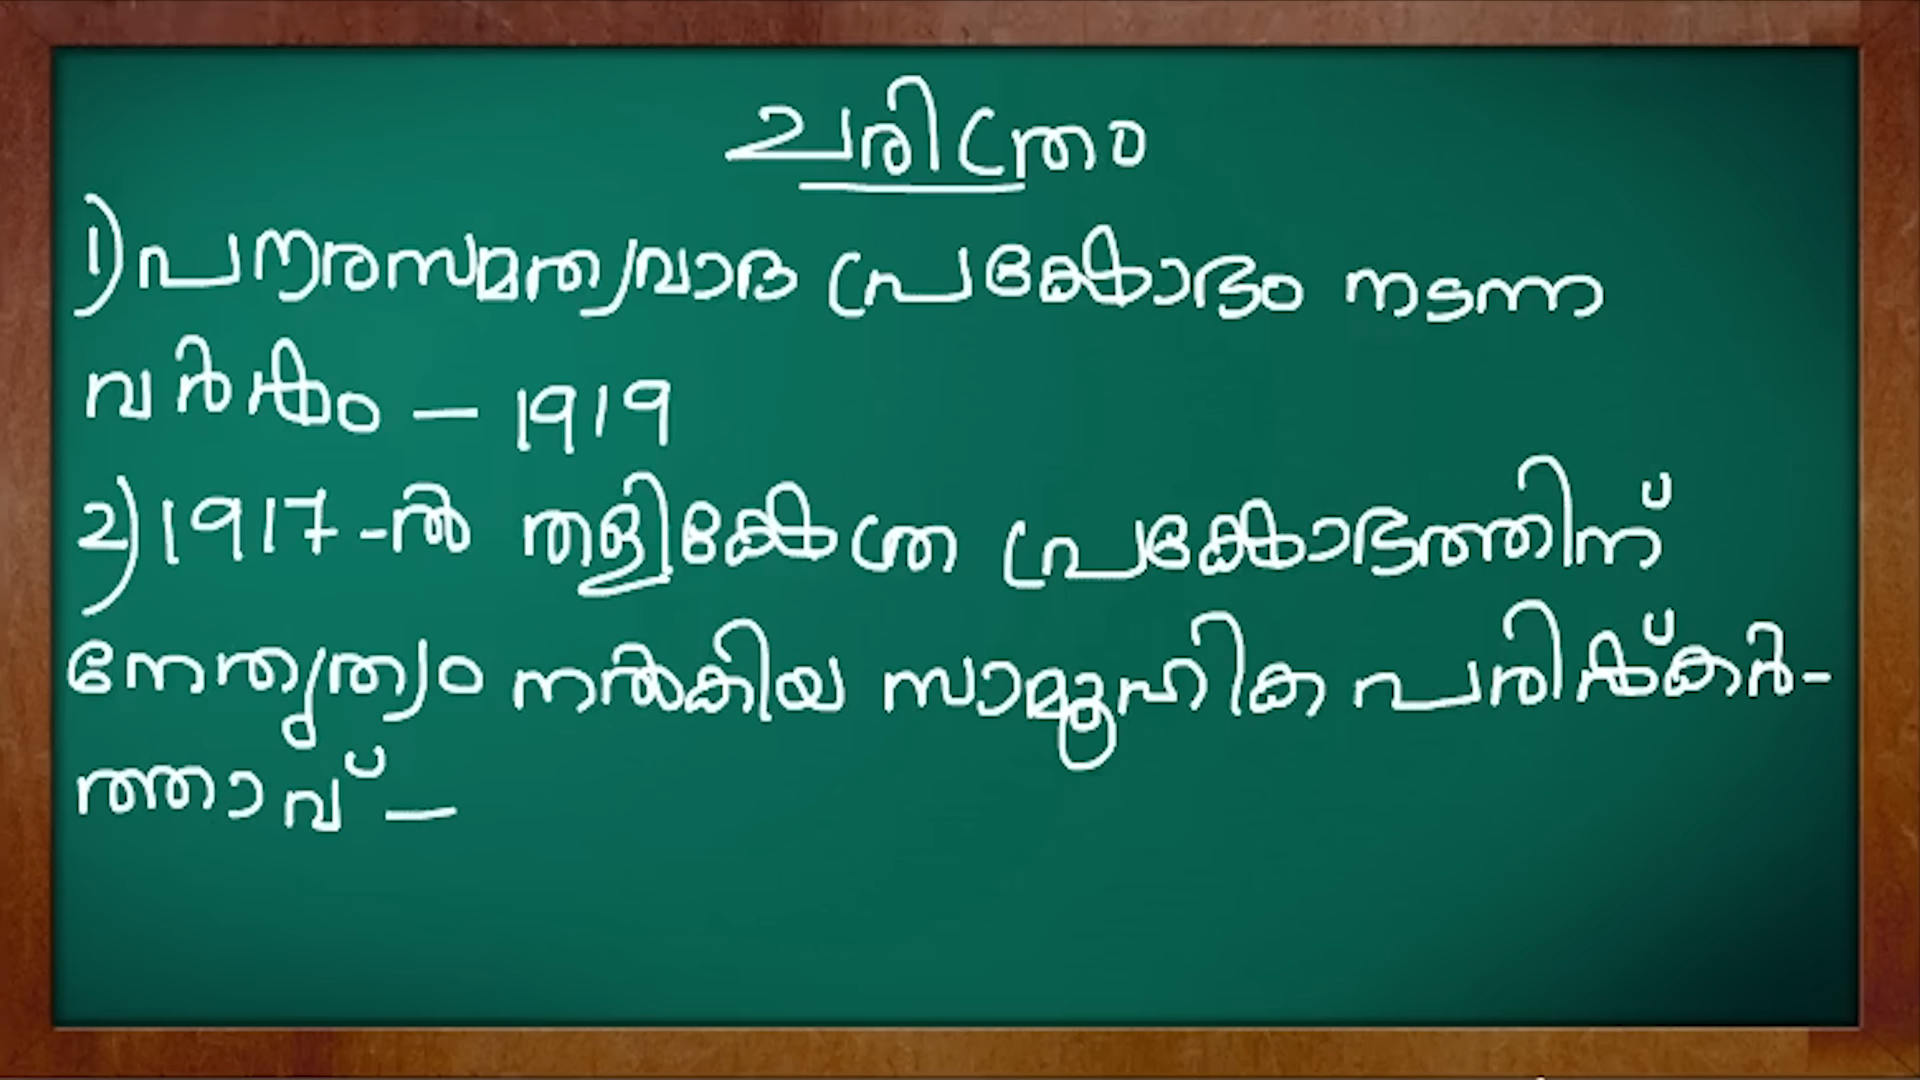 ചരിത്രം
1) പൗരസമത്വവാദ പ്രക്ഷോഭം നടന്ന
വർഷം – 1919
2) 1917-ൽ തളിക്ഷേത്ര പ്രക്ഷോഭത്തിന്
നേതൃത്വം നൽകിയ സാമൂഹിക പരിഷ്കർ-
ത്താവ് –